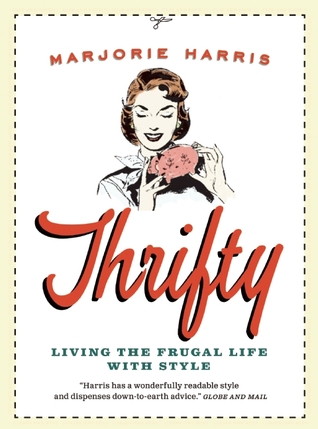 MARJORIE HARRIS
Thrifty
LIVING THE FRUGAL LIFE
WITH STYLE
“Harris has a wonderfully readable style
and dispenses down-to-earth advice.” GLOBE AND MAIL